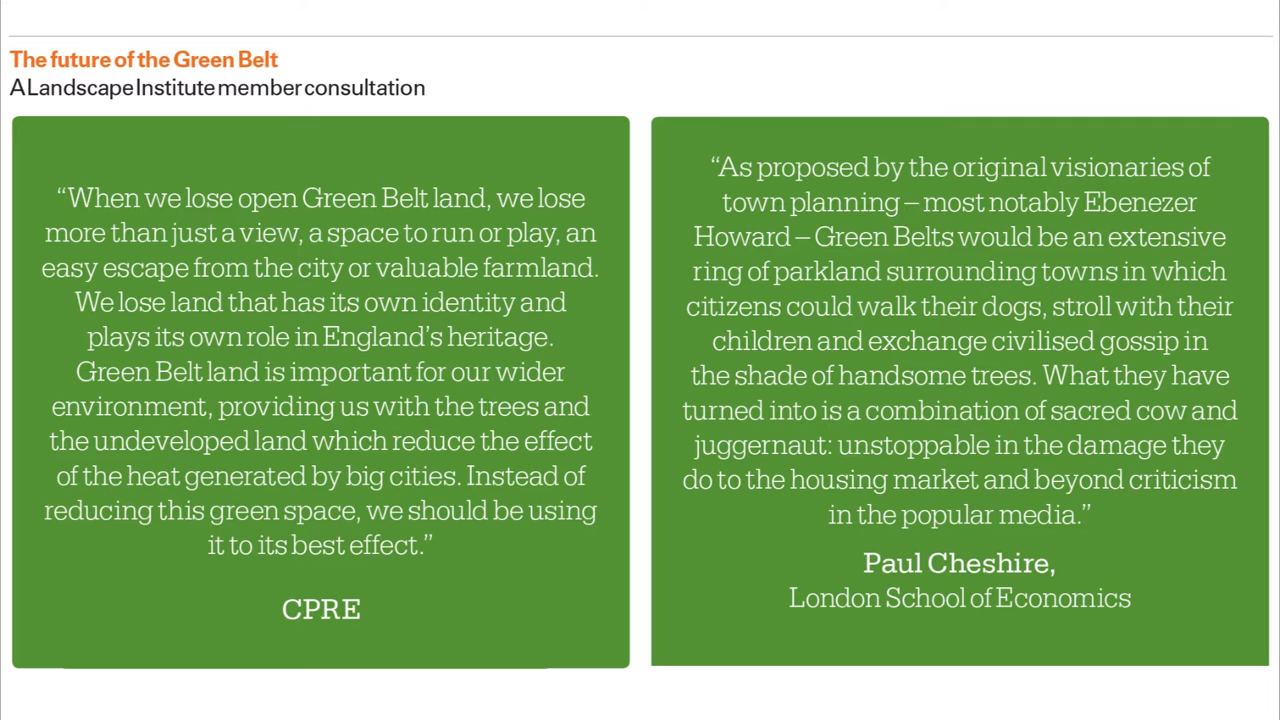 The future of the Green Belt
A Landscape Institute member consultation
“When we lose open Green Belt land, we lose
more than just a view, a space to run or play, an
easy escape from the city or valuable farmland.
We lose land that has its own identity and
plays its own role in England’s heritage.
Green Belt land is important for our wider
environment, providing us with the trees and
the undeveloped land which reduce the effect
of the heat generated by big cities. Instead of
reducing this green space, we should be using
it to its best effect.”
CPRE
“As proposed by the original visionaries of
town planning – most notably Ebenezer
Howard – Green Belts would be an extensive
ring of parkland surrounding towns in which
citizens could walk their dogs, stroll with their
children and exchange civilised gossip in
the shade of handsome trees. What they have
turned into is a combination of sacred cow and
juggernaut: unstoppable in the damage they
do to the housing market and beyond criticism
in the popular media.”
Paul Cheshire,
London School of Economics